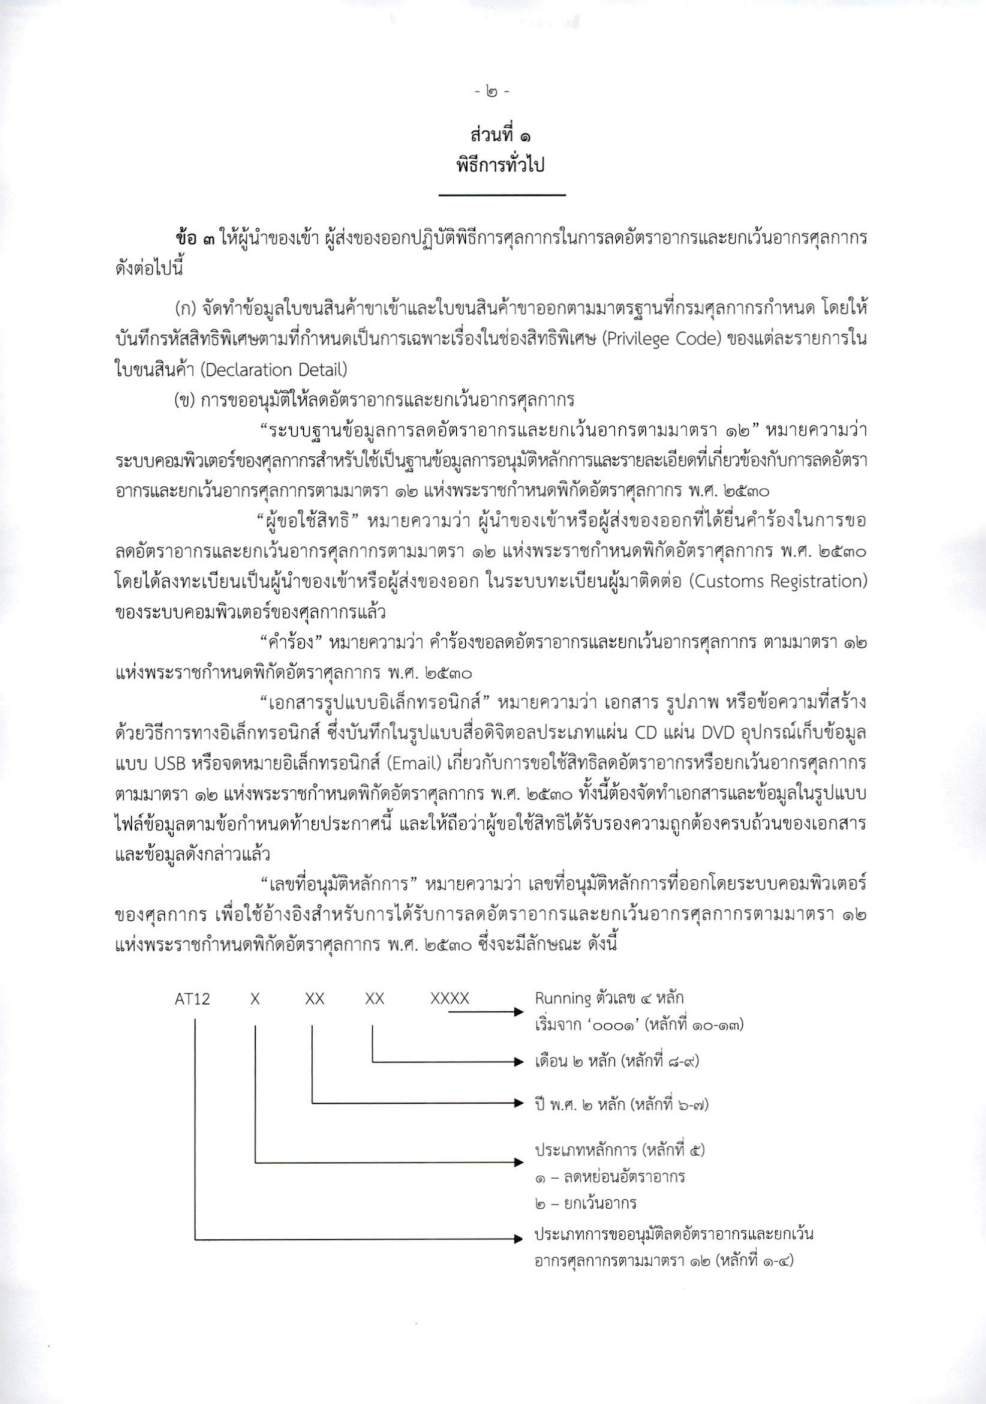 - ๒ -
ส่วนที่ ๑
พิธีการทั่วไป
ข้อ ๓ ให้ผู้นำของเข้า ผู้ส่งของออกปฏิบัติพิธีการศุลกากรในการลดอัตราอากรและยกเว้นอากรศุลกากร
ดังต่อไปนี้
(ก) จัดทำข้อมูลใบขนสินค้าขาเข้าและใบขนสินค้าขาออกตามมาตรฐานที่กรมศุลกากรกำหนด โดยให้
บันทึกรหัสสิทธิพิเศษตามที่กำหนดเป็นการเฉพาะเรื่องในช่องสิทธิพิเศษ (Privilege Code) ของแต่ละรายการใน
ใบขนสินค้า (Declaration Detail)
(ข) การขออนุมัติให้ลดอัตราอากรและยกเว้นอากรศุลกากร
“ระบบฐานข้อมูลการลดอัตราอากรและยกเว้นอากรตามมาตรา ๑๒” หมายความว่า
ระบบคอมพิวเตอร์ของศุลกากรสำหรับใช้เป็นฐานข้อมูลการอนุมัติหลักการและรายละเอียดที่เกี่ยวข้องกับการลดอัตรา
อากรและยกเว้นอากรศุลกากรตามมาตรา ๑๒ แห่งพระราชกำหนดพิกัดอัตราศุลกากร พ.ศ. ๒๕๓๐
“ผู้ขอใช้สิทธิ” หมายความว่า ผู้นำของเข้าหรือผู้ส่งของออกที่ได้ยื่นคำร้องในการขอ
ลดอัตราอากรและยกเว้นอากรศุลกากรตามมาตรา ๑๒ แห่งพระราชกำหนดพิกัดอัตราศุลกากร พ.ศ. ๒๕๓๐
โดยได้ลงทะเบียนเป็นผู้นำของเข้าหรือผู้ส่งของออก ในระบบทะเบียนผู้มาติดต่อ (Customs Registration)
ของระบบคอมพิวเตอร์ของศุลกากรแล้ว
“คำร้อง” หมายความว่า คำร้องขอลดอัตราอากรและยกเว้นอากรศุลกากร ตามมาตรา ๑๒
แห่งพระราชกำหนดพิกัดอัตราศุลกากร พ.ศ. ๒๕๓๐
“เอกสารรูปแบบอิเล็กทรอนิกส์” หมายความว่า เอกสาร รูปภาพ หรือข้อความที่สร้าง
ด้วยวิธีการทางอิเล็กทรอนิกส์ ซึ่งบันทึกในรูปแบบสื่อดิจิตอลประเภทแผ่น CD แผ่น DVD อุปกรณ์เก็บข้อมูล
แบบ USB หรือจดหมายอิเล็กทรอนิกส์ (Email) เกี่ยวกับการขอใช้สิทธิลดอัตราอากรหรือยกเว้นอากรศุลกากร
ตามมาตรา ๑๒ แห่งพระราชกำหนดพิกัดอัตราศุลกากร พ.ศ. ๒๕๓๐ ทั้งนี้ต้องจัดทำเอกสารและข้อมูลในรูปแบบ
ไฟล์ข้อมูลตามข้อกำหนดท้ายประกาศนี้ และให้ถือว่าผู้ขอใช้สิทธิได้รับรองความถูกต้องครบถ้วนของเอกสาร
และข้อมูลดังกล่าวแล้ว
“เลขที่อนุมัติหลักการ” หมายความว่า เลขที่อนุมัติหลักการที่ออกโดยระบบคอมพิวเตอร์
ของศุลกากร เพื่อใช้อ้างอิงสำหรับการได้รับการลดอัตราอากรและยกเว้นอากรศุลกากรตามมาตรา ๑๒
แห่งพระราชกำหนดพิกัดอัตราศุลกากร พ.ศ. ๒๕๓๐ ซึ่งจะมีลักษณะ ดังนี้
AT12 X XX XX XXXX Running ตัวเลข ๔ หลัก
เริ่มจาก ‘๐๐๐๑’ (หลักที่ ๑๐-๑๓)
เดือน ๒ หลัก (หลักที่ ๘-๙)
ปี พ.ศ. ๒ หลัก (หลักที่ ๖-๗)
ประเภทหลักการ (หลักที่ ๕)
๑ – ลดหย่อนอัตราอากร
๒ – ยกเว้นอากร
ประเภทการขออนุมัติลดอัตราอากรและยกเว้น
อากรศุลกากรตามมาตรา ๑๒ (หลักที่ ๑-๔)